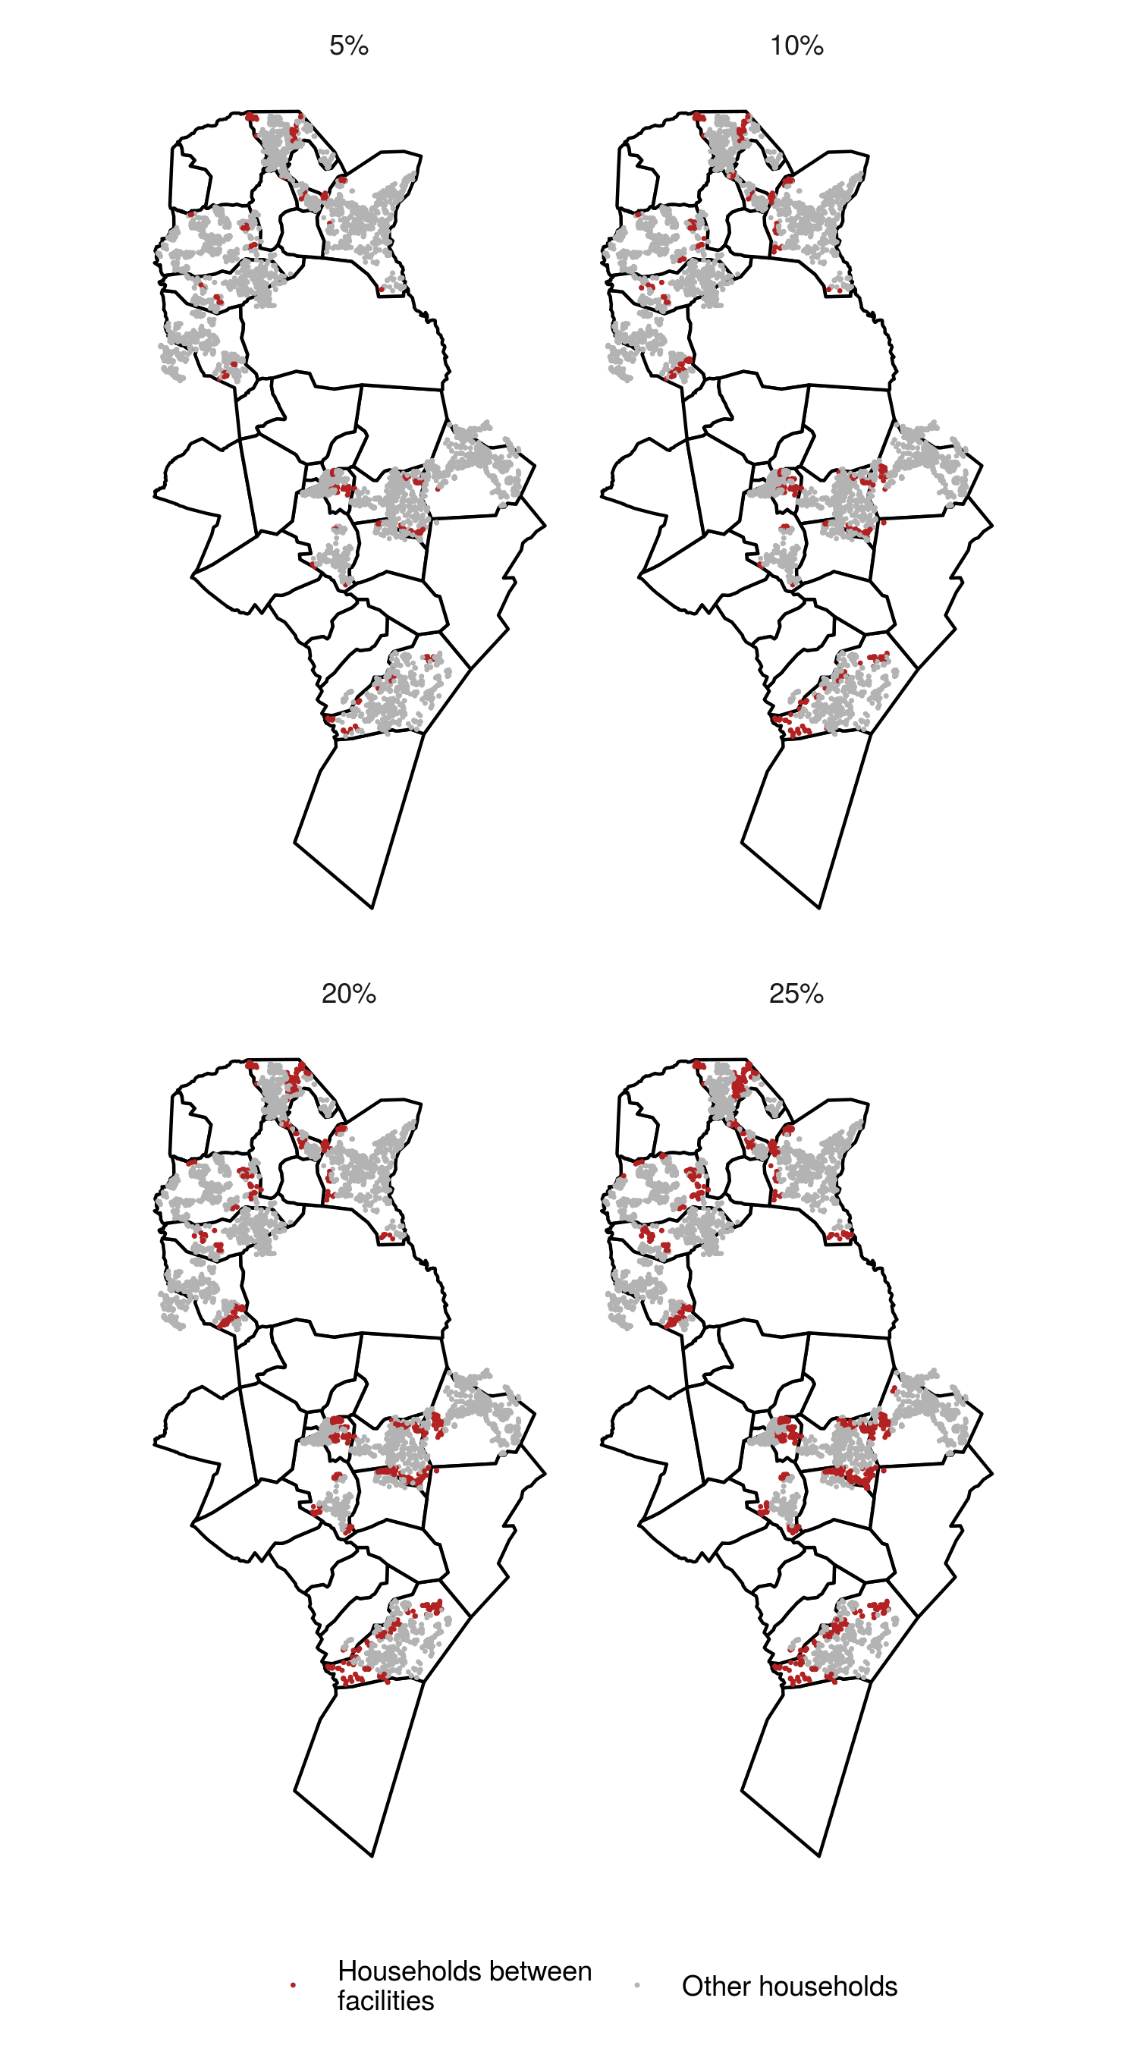 5%
10%
20%
25%
Households between
facilities
Other households